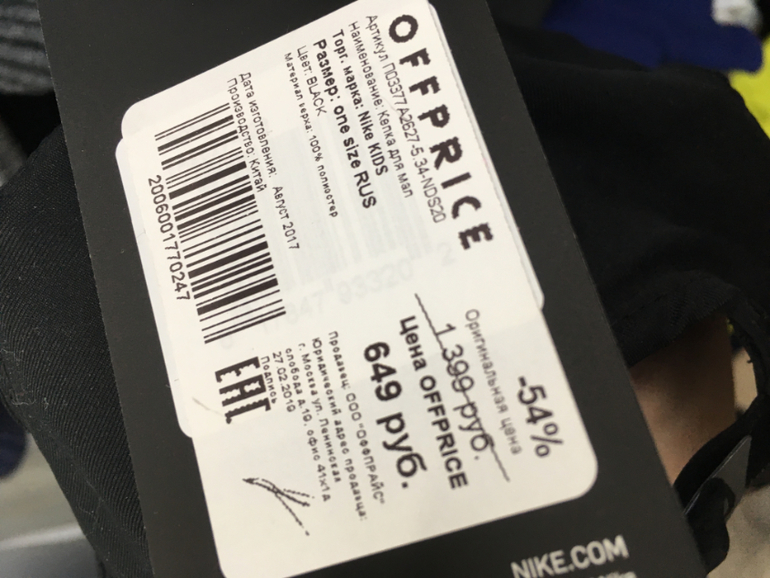 OFFPRICE
Артикул П03377A2627-5.34-NDS20
Наименование: Кепка для мал
Торг. марка: Nike KIDS
Размер: one size RUS
Цвет: BLACK
Материал верха: 100% полиэстер
Дата изготовления: Август 2017
Производство: Китай
2006001770247
-54%
Оригинальная цена
1 399 руб.
Цена OFFPRICE
649 руб.
Продавец: ООО "ОФФПРАЙС"
Юридический адрес продавца:
г. Москва ул. Ленинская
слобода д.19, офис 41х1д
27.02.2019
Подпись
EAC
NIKE.COM